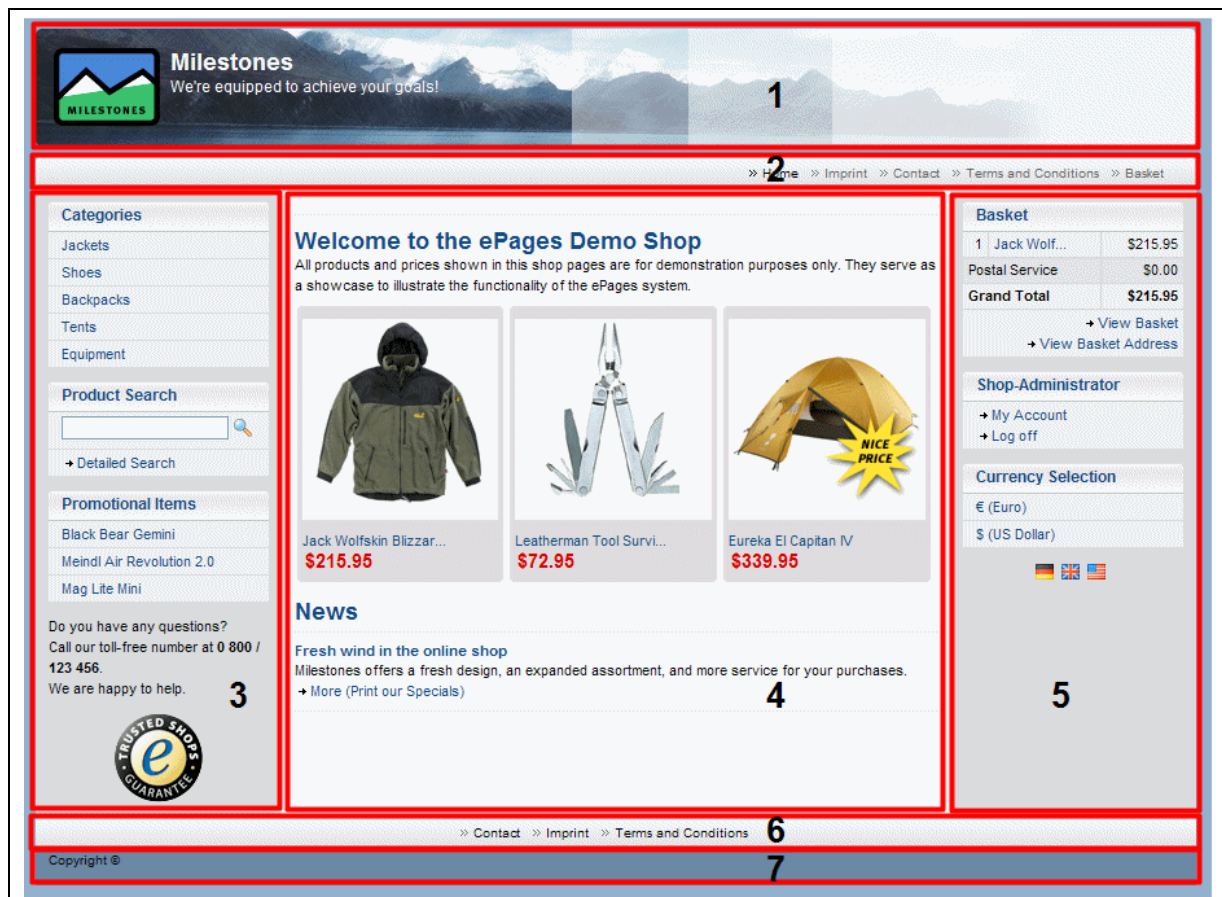 Milestones
We're equipped to achieve your goals!
MILESTONES
1
2
» Home » Imprint » Contact » Terms and Conditions » Basket
Categories
Jackets
Shoes
Backpacks
Tents
Equipment
Product Search
→ Detailed Search
Promotional Items
Black Bear Gemini
Meindl Air Revolution 2.0
Mag Lite Mini
Do you have any questions?
Call our toll-free number at 0 800 /
123 456.
We are happy to help.
3
TRUSTED SHOPS
e
GUARANTEE
Welcome to the ePages Demo Shop
All products and prices shown in this shop pages are for demonstration purposes only. They serve as
a showcase to illustrate the functionality of the ePages system.
NICE
PRICE
Jack Wolfskin Blizzar...
$215.95
Leatherman Tool Survi...
$72.95
Eureka El Capitan IV
$339.95
News
Fresh wind in the online shop
Milestones offers a fresh design, an expanded assortment, and more service for your purchases.
→ More (Print our Specials)
4
Basket
1 Jack Wolf... $215.95
Postal Service $0.00
Grand Total $215.95
→ View Basket
→ View Basket Address
Shop-Administrator
→ My Account
→ Log off
Currency Selection
€ (Euro)
$ (US Dollar)
5
» Contact » Imprint » Terms and Conditions
6
Copyright ©
7